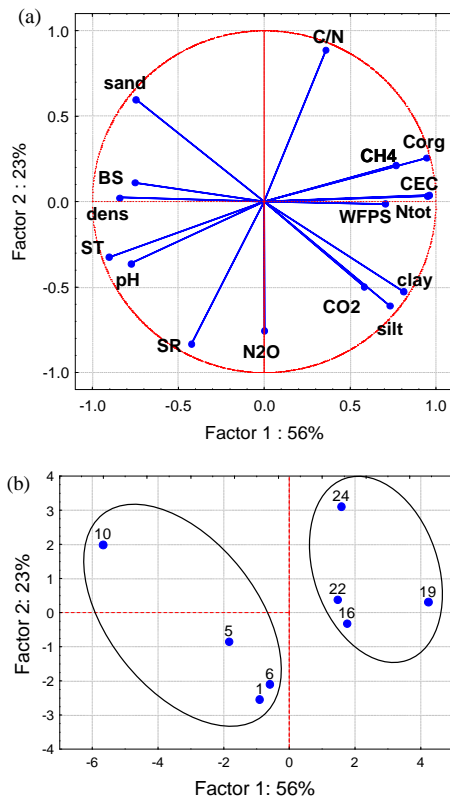 (a)
C/N
sand
Corg
CH4
BS
CEC
dens
WFPS Ntot
ST
pH
clay
CO2
silt
SR
N2O
1.0
0.5
0.0
-0.5
-1.0
Factor 2 : 23%
-1.0 -0.5 0.0 0.5 1.0
Factor 1 : 56%
(b)
4
3
2
1
0
-1
-2
-3
-4
Factor 2: 23%
24
10
22
19
16
5
6
1
-6 -4 -2 0 2 4
Factor 1: 56%